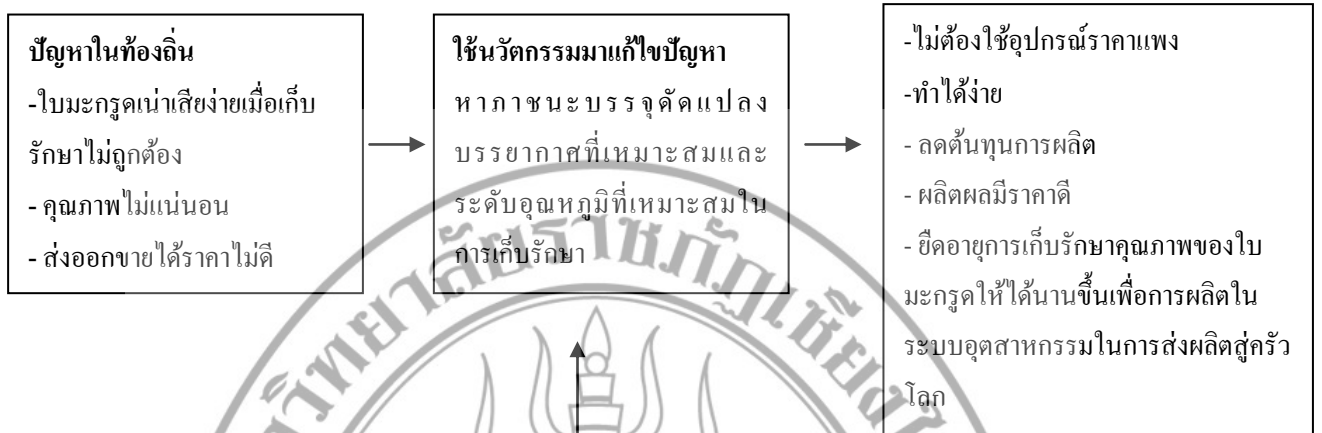 ปัญหาในท้องถิ่น
-ใบมะกรูดเน่าเสียง่ายเมื่อเก็บ
รักษาไม่ถูกต้อง
- คุณภาพไม่แน่นอน
- ส่งออกขายได้ราคาไม่ดี
ใช้นวัตกรรมมาแก้ไขปัญหา
หาภาชนะบรรจุดัดแปลง
บรรยากาศที่เหมาะสมและ
ระดับอุณหภูมิที่เหมาะสมใน
การเก็บรักษา
-ไม่ต้องใช้อุปกรณ์ราคาแพง
-ทำได้ง่าย
- ลดต้นทุนการผลิต
- ผลิตผลมีราคาดี
- ยืดอายุการเก็บรักษาคุณภาพของใบ
มะกรูดให้ได้นานขึ้นเพื่อการผลิตใน
ระบบอุตสาหกรรมในการส่งผลิตสู่ครัว
โลก